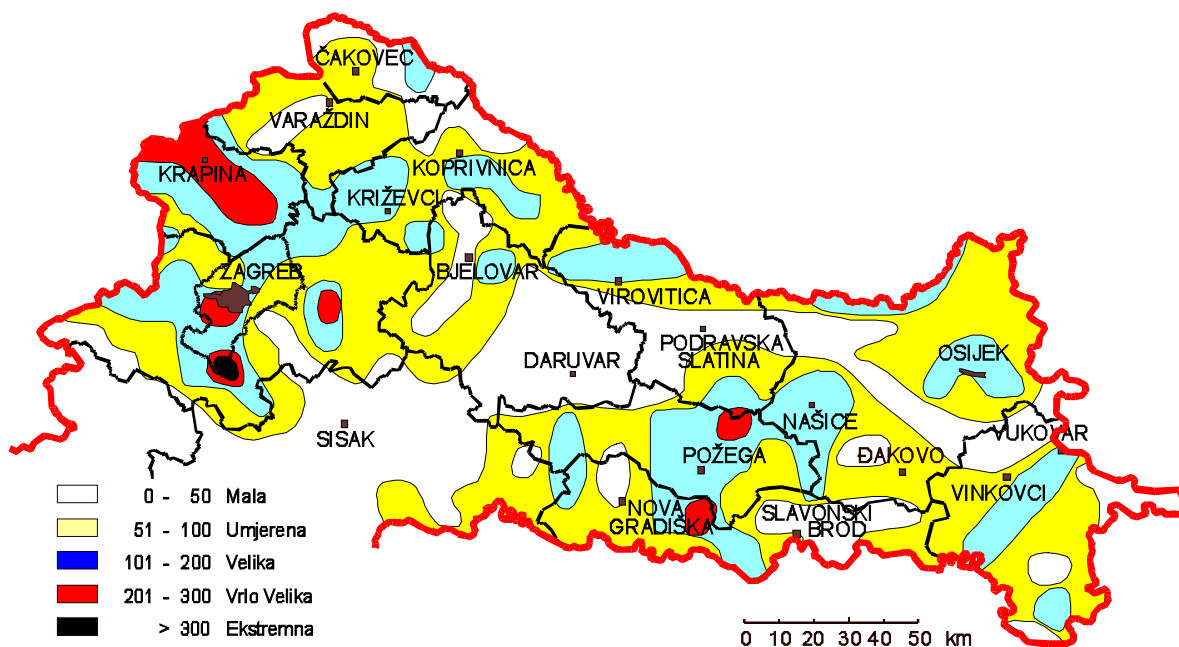 ČAKOVEC
VARAŽDIN
KRAPINA
KOPRIVNICA
KRIŽEVCI
ZAGREB
BJELOVAR
VIROVITICA
PODRAVSKA
SLATINA
DARUVAR
OSIJEK
SISAK
NAŠICE
VUKOVAR
POŽEGA
ĐAKOVO
VINKOVCI
NOVA
GRADIŠKA
SLAVONSKI
BROD
0 - 50 Mala
51 - 100 Umjerena
101 - 200 Velika
201 - 300 Vrlo Velika
> 300 Ekstremna
0 10 20 30 40 50 km